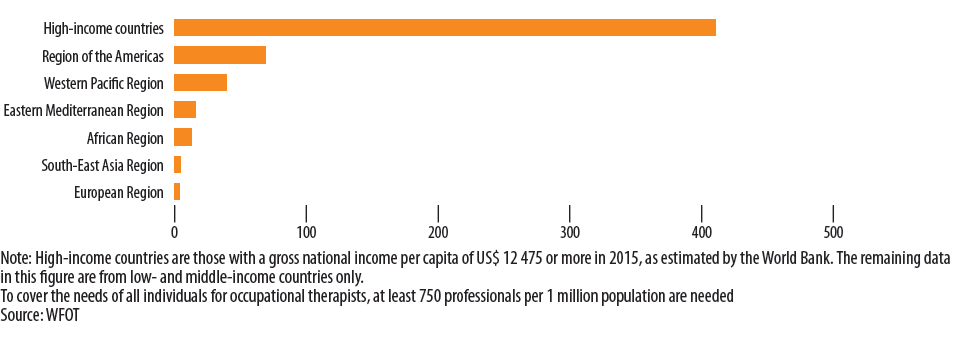 High-income countries
Region of the Americas
Western Pacific Region
Eastern Mediterranean Region
African Region
South-East Asia Region
European Region
0 100 200 300 400 500
Note: High-income countries are those with a gross national income per capita of US$ 12 475 or more in 2015, as estimated by the World Bank. The remaining data
in this figure are from low- and middle-income countries only.
To cover the needs of all individuals for occupational therapists, at least 750 professionals per 1 million population are needed
Source: WFOT